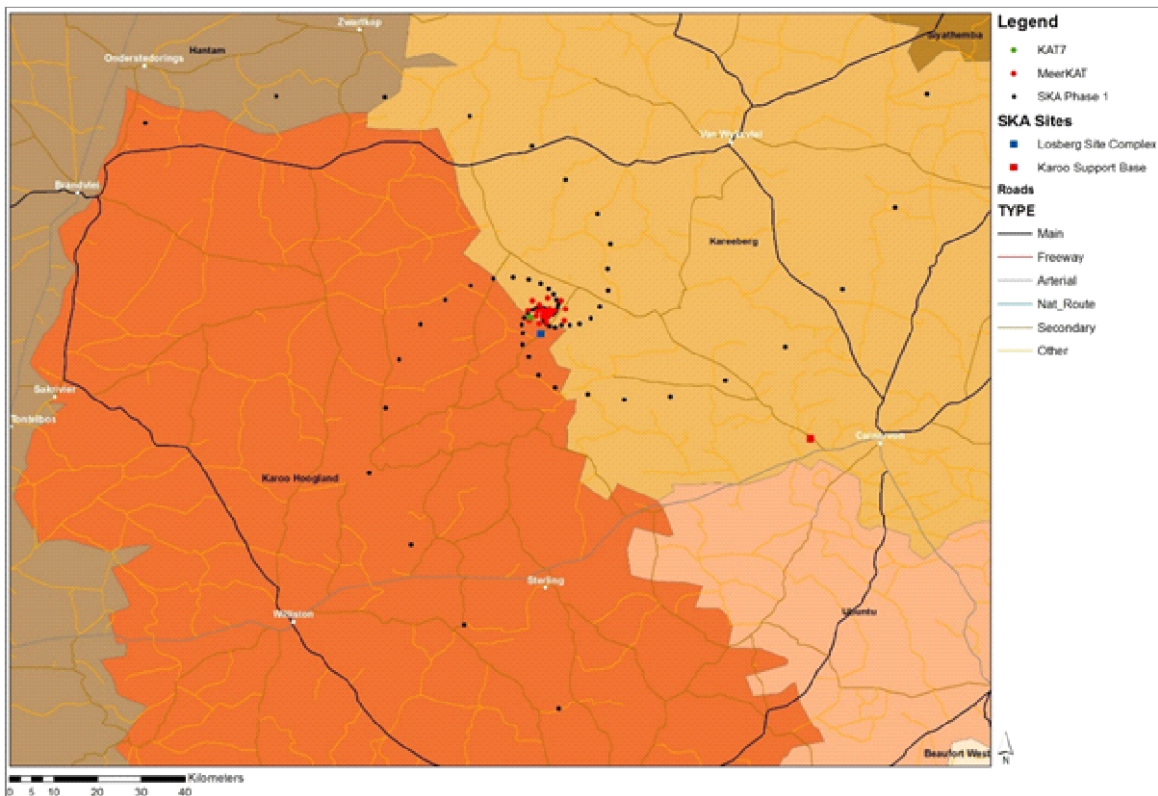 Legend
KAT7
MeerKAT
SKA Phase 1
SKA Sites
Losberg Site Complex
Karoo Support Base
Roads
TYPE
Main
Freeway
Arterial
Nat_Route
Secondary
Other
Zwartkop
Hantam
Onderstedorings
Siyathemba
Van Wyksvlei
Brandvlei
Kareeberg
Sakrivier
Tontelbos
Carnarvon
Karoo Hoogland
Sterling
Williston
Ubuntu
Beaufort West
N
Kilometers
0 5 10 20 30 40